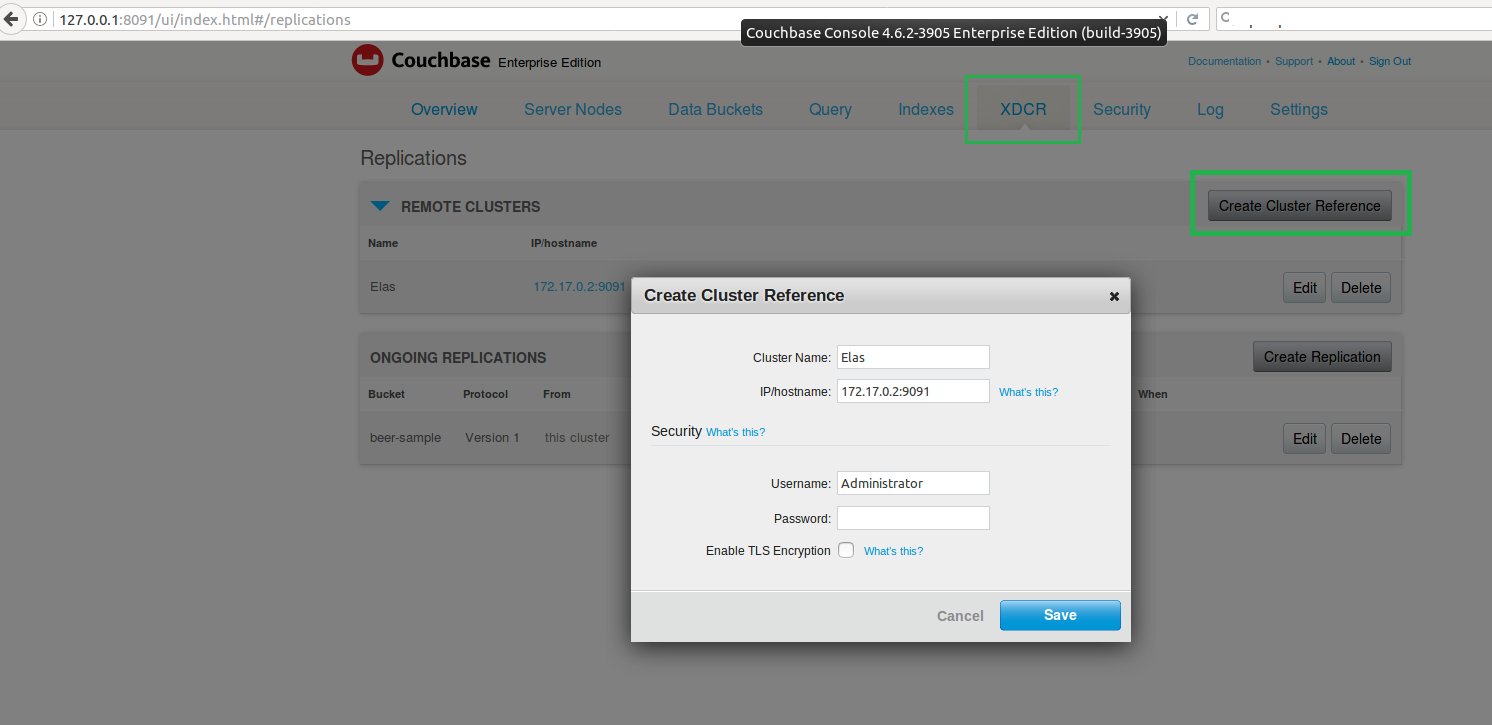 127.0.0.1:8091/ui/index.html#/replications
Couchbase Console 4.6.2-3905 Enterprise Edition (build-3905)
Couchbase Enterprise Edition
Documentation • Support • About • Sign Out
Overview Server Nodes Data Buckets Query Indexes XDCR Security Log Settings
Replications
REMOTE CLUSTERS Create Cluster Reference
Name IP/hostname
Elas 172.17.0.2:9091 Edit Delete
Create Cluster Reference
Cluster Name: Elas
IP/hostname: 172.17.0.2:9091 What's this?
Security What's this?
Username: Administrator
Password:
Enable TLS Encryption What's this?
Cancel Save
ONGOING REPLICATIONS Create Replication
Bucket Protocol From When
beer-sample Version 1 this cluster Edit Delete